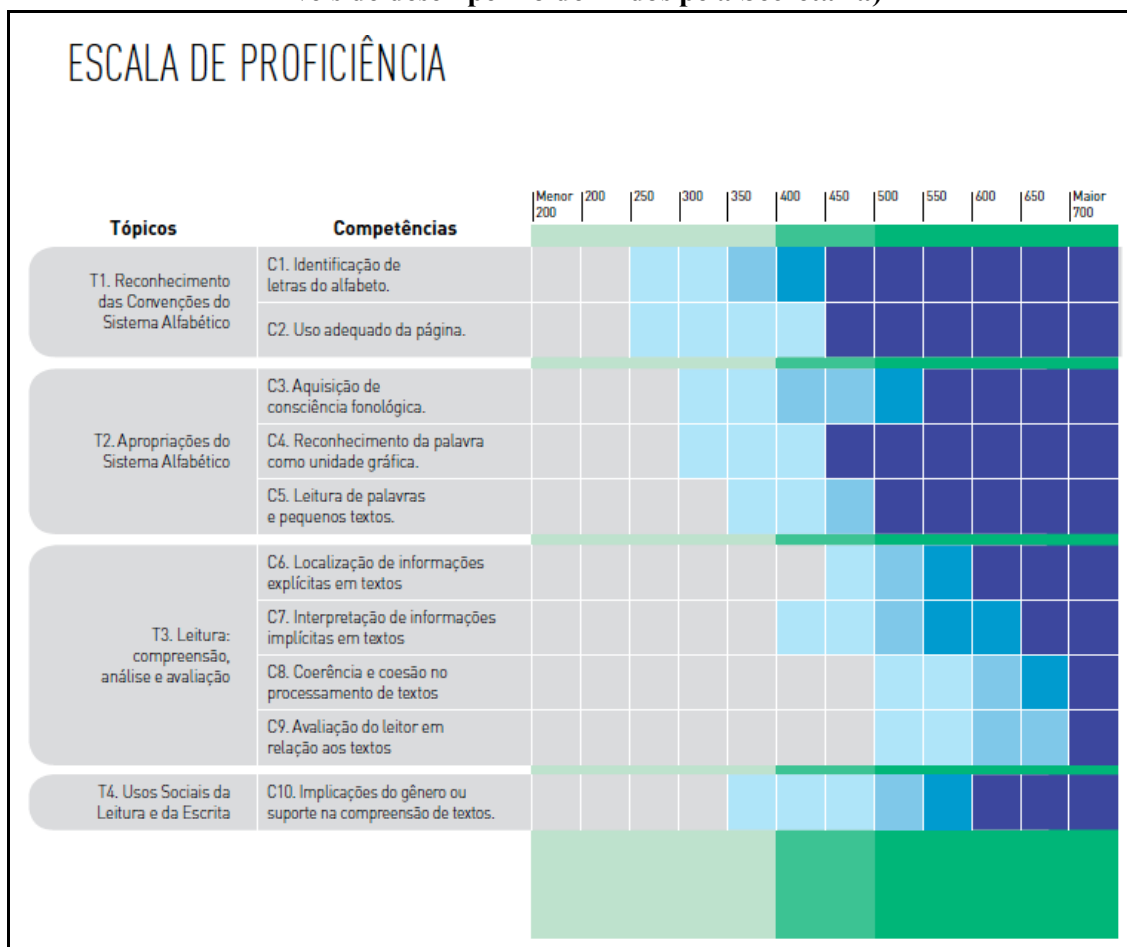 ESCALA DE PROFICIÊNCIA
Menor 200 250 300 350 400 450 500 550 600 650 Maior
200 700
Tópicos Competências
T1. Reconhecimento
das Convenções do
Sistema Alfabético
C1. Identificação de
letras do alfabeto.
C2. Uso adequado da página.
T2. Apropriações do
Sistema Alfabético
C3. Aquisição de
consciência fonológica.
C4. Reconhecimento da palavra
como unidade gráfica.
C5. Leitura de palavras
e pequenos textos.
T3. Leitura:
compreensão,
análise e avaliação
C6. Localização de informações
explícitas em textos
C7. Interpretação de informações
implícitas em textos
C8. Coerência e coesão no
processamento de textos
C9. Avaliação do leitor em
relação aos textos
T4. Usos Sociais da
Leitura e da Escrita
C10. Implicações do gênero ou
suporte na compreensão de textos.